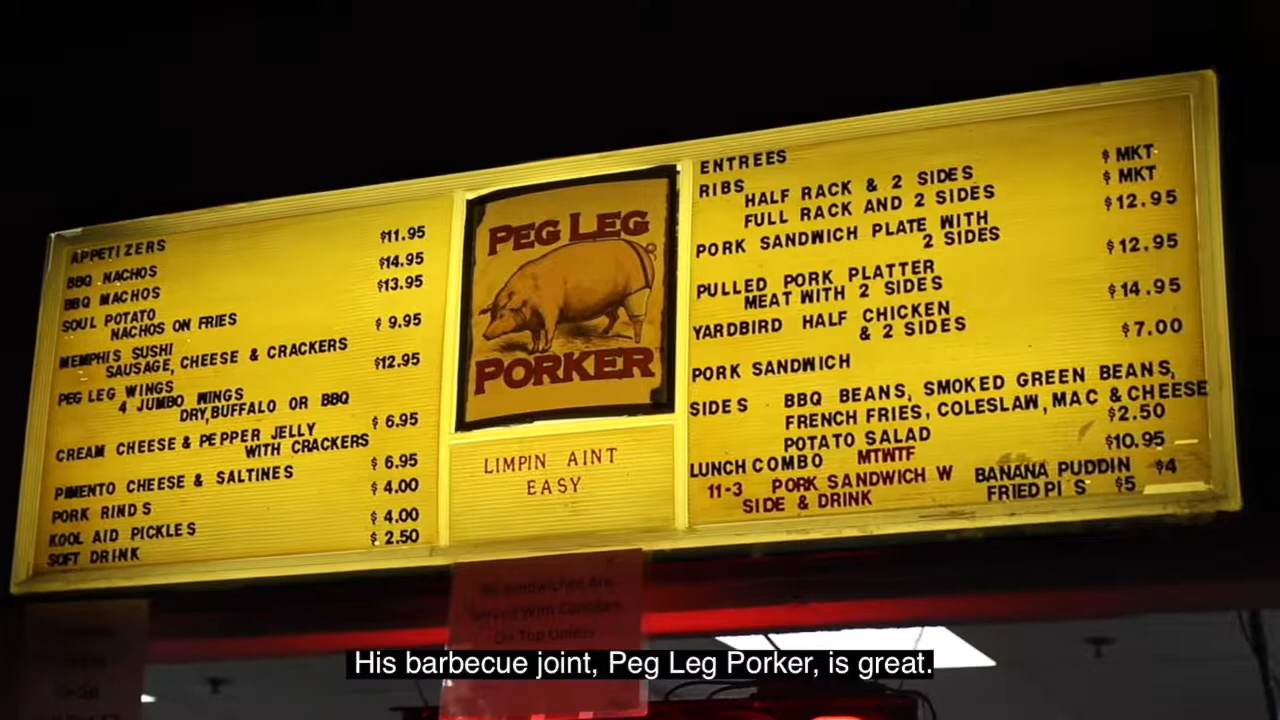 APPETIZERS
BBQ NACHOS $11.95
BBQ MACHOS $14.95
SOUL POTATO $13.95
NACHOS ON FRIES
MEMPHIS SUSHI $9.95
SAUSAGE, CHEESE & CRACKERS
PEG LEG WINGS $12.95
4 JUMBO WINGS
DRY, BUFFALO OR BBQ
CREAM CHEESE & PEPPER JELLY $6.95
WITH CRACKERS
PIMENTO CHEESE & SALTINES $6.95
PORK RINDS $4.00
KOOL AID PICKLES $4.00
SOFT DRINK $2.50
PEG LEG
PORKER
LIMPIN AINT
EASY
ENTREES
RIBS
HALF RACK & 2 SIDES $MKT
FULL RACK AND 2 SIDES $MKT
PORK SANDWICH PLATE WITH $12.95
2 SIDES
PULLED PORK PLATTER $12.95
MEAT WITH 2 SIDES
YARDBIRD HALF CHICKEN $14.95
& 2 SIDES
PORK SANDWICH $7.00
SIDES BBQ BEANS, SMOKED GREEN BEANS,
FRENCH FRIES, COLESLAW, MAC & CHEESE
POTATO SALAD $2.50
LUNCH COMBO MTWTF $10.95
11-3 PORK SANDWICH W
SIDE & DRINK
BANANA PUDDIN $4
FRIED PI S $5
Sandwiches Are
Served With
On Top Unless
His barbecue joint, Peg Leg Porker, is great.